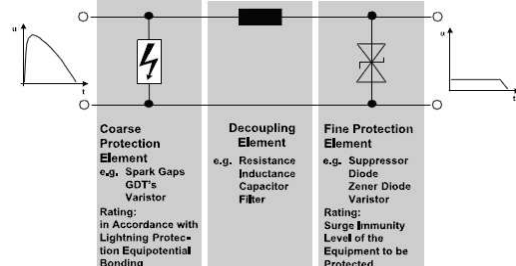 u
t
u
t
Coarse
Protection
Element
e.g. Spark Gaps
GDT's
Varistor
Rating:
in Accordance with
Lightning Protec-
tion Equipotential
Bonding
Decoupling
Element
e.g. Resistance
Inductance
Capacitor
Filter
Fine Protection
Element
e.g. Suppressor
Diode
Zener Diode
Varistor
Rating:
Surge Immunity
Level of the
Equipment to be
Protected